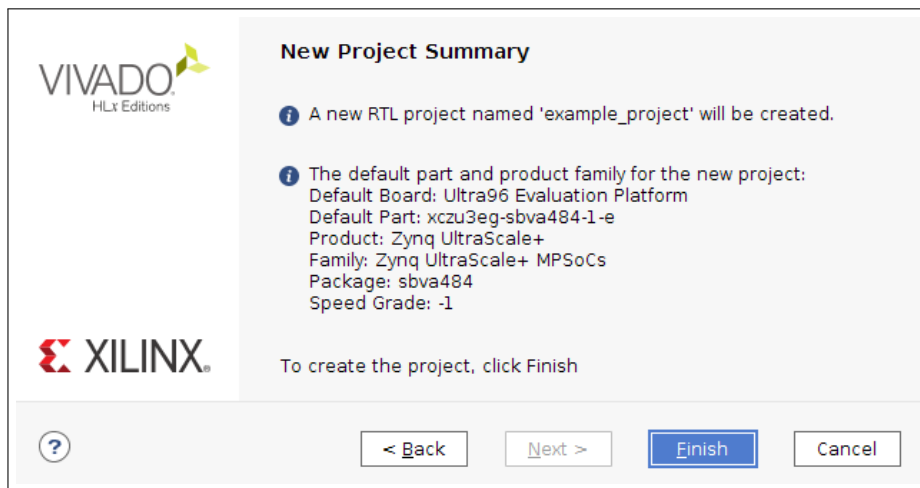 VIVADO.
HLx Editions
New Project Summary
i A new RTL project named 'example_project' will be created.
i The default part and product family for the new project:
Default Board: Ultra96 Evaluation Platform
Default Part: xczu3eg-sbva484-1-e
Product: Zynq UltraScale+
Family: Zynq UltraScale+ MPSoCs
Package: sbva484
Speed Grade: -1
XILINX.
To create the project, click Finish
?
< Back
Next >
Finish
Cancel